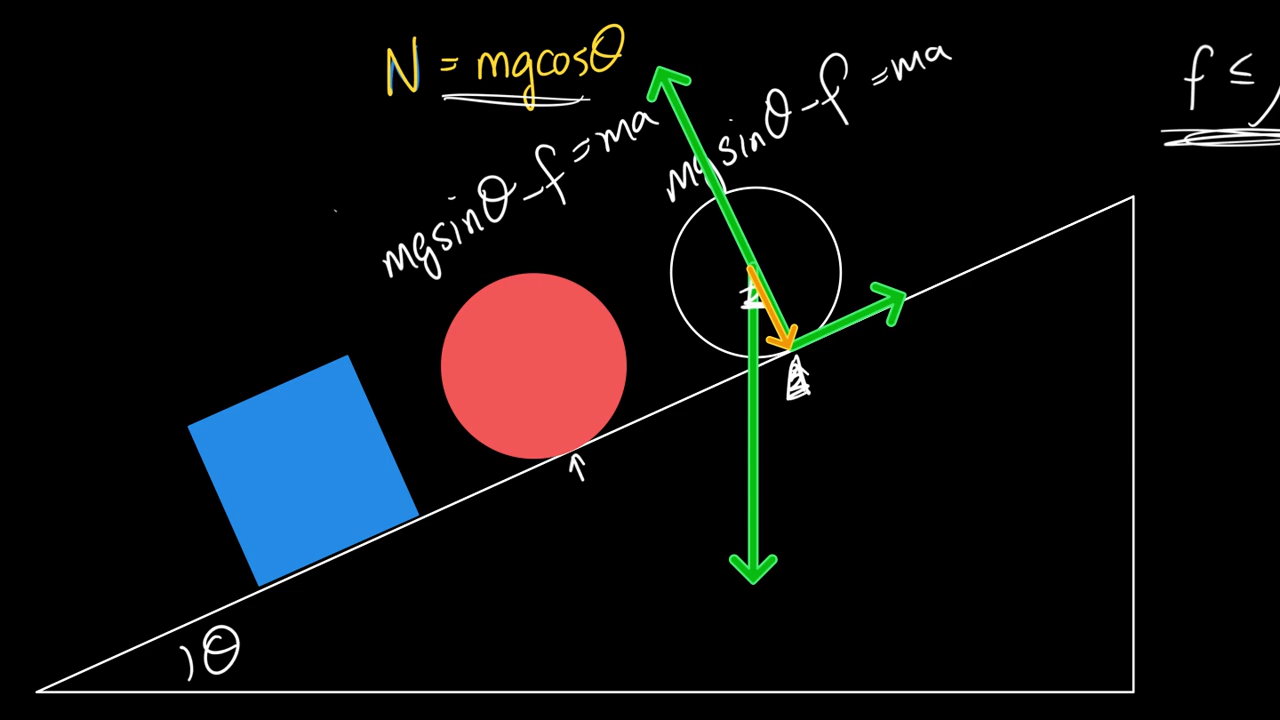 N = mgcosθ
f ≤
mgsinθ-f = ma
mgsinθ-f = ma
)θ